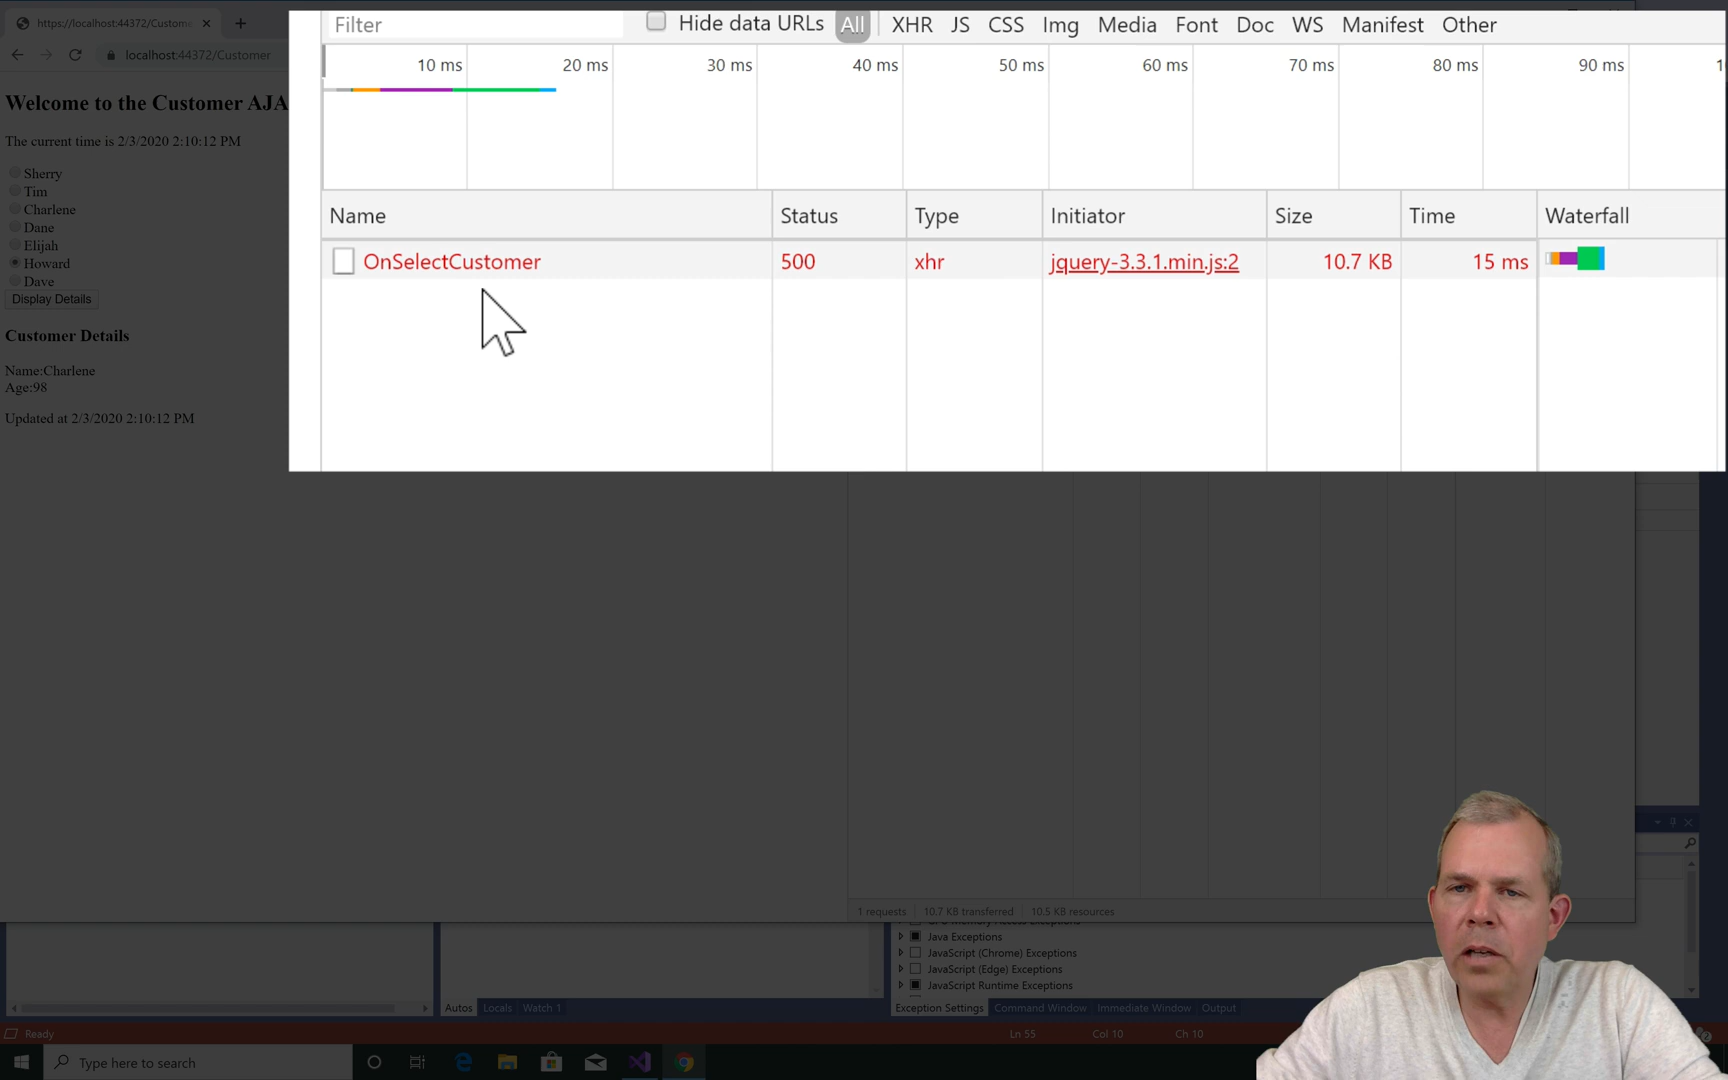 https://localhost:44372/Custome
localhost:44372/Customer
Welcome to the Customer AJA
The current time is 2/3/2020 2:10:12 PM
Sherry
Tim
Charlene
Dane
Elijah
Howard
Dave
Display Details
Customer Details
Name:Charlene
Age:98
Updated at 2/3/2020 2:10:12 PM
Filter Hide data URLs All XHR JS CSS Img Media Font Doc WS Manifest Other
10 ms 20 ms 30 ms 40 ms 50 ms 60 ms 70 ms 80 ms 90 ms 1
Name Status Type Initiator Size Time Waterfall
OnSelectCustomer 500 xhr jquery-3.3.1.min.js:2 10.7 KB 15 ms
1 requests 10.7 KB transferred 10.5 KB resources
Java Exceptions
JavaScript (Chrome) Exceptions
JavaScript (Edge) Exceptions
JavaScript Runtime Exceptions
Autos Locals Watch 1
Exception Settings Command Window Immediate Window Output
Ready Ln 55 Col 10 Ch 10
Type here to search